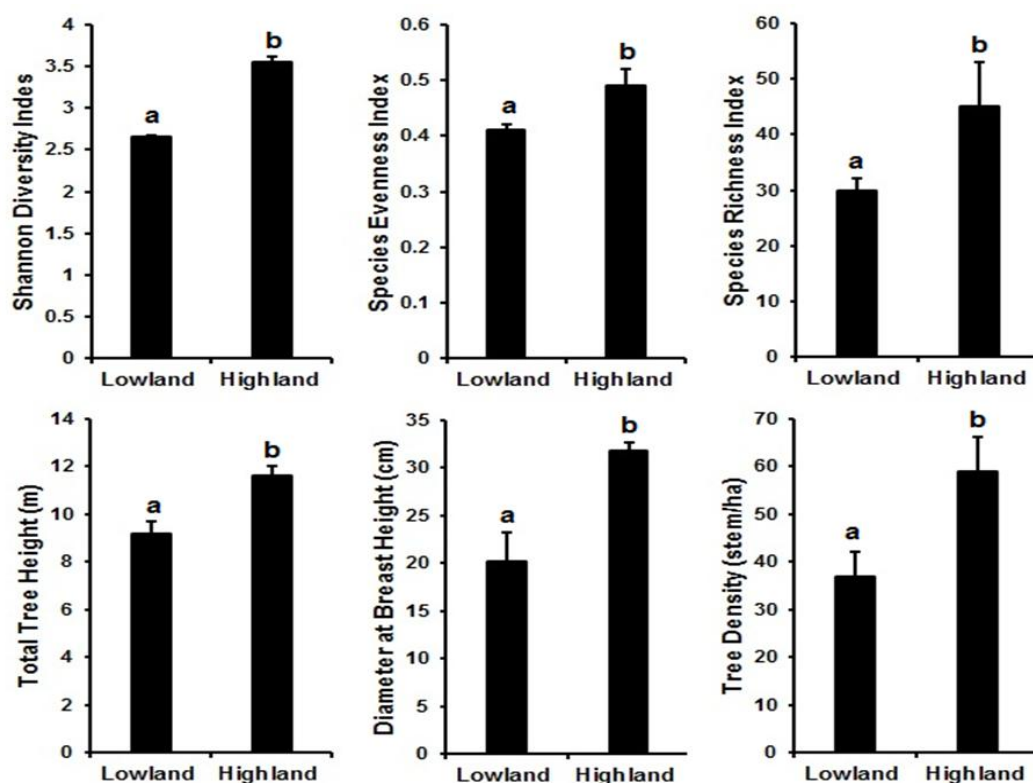 Shannon Diversity Index
4
3.5
3
2.5
2
1.5
1
0.5
0
a
b
Lowland Highland
Species Evenness Index
0.6
0.5
0.4
0.3
0.2
0.1
0
a
b
Lowland Highland
Species Richness Index
60
50
40
30
20
10
0
a
b
Lowland Highland
Total Tree Height (m)
14
12
10
8
6
4
2
0
a
b
Lowland Highland
Diameter at Breast Height (cm)
35
30
25
20
15
10
5
0
a
b
Lowland Highland
Tree Density (stem/ha)
70
60
50
40
30
20
10
0
a
b
Lowland Highland